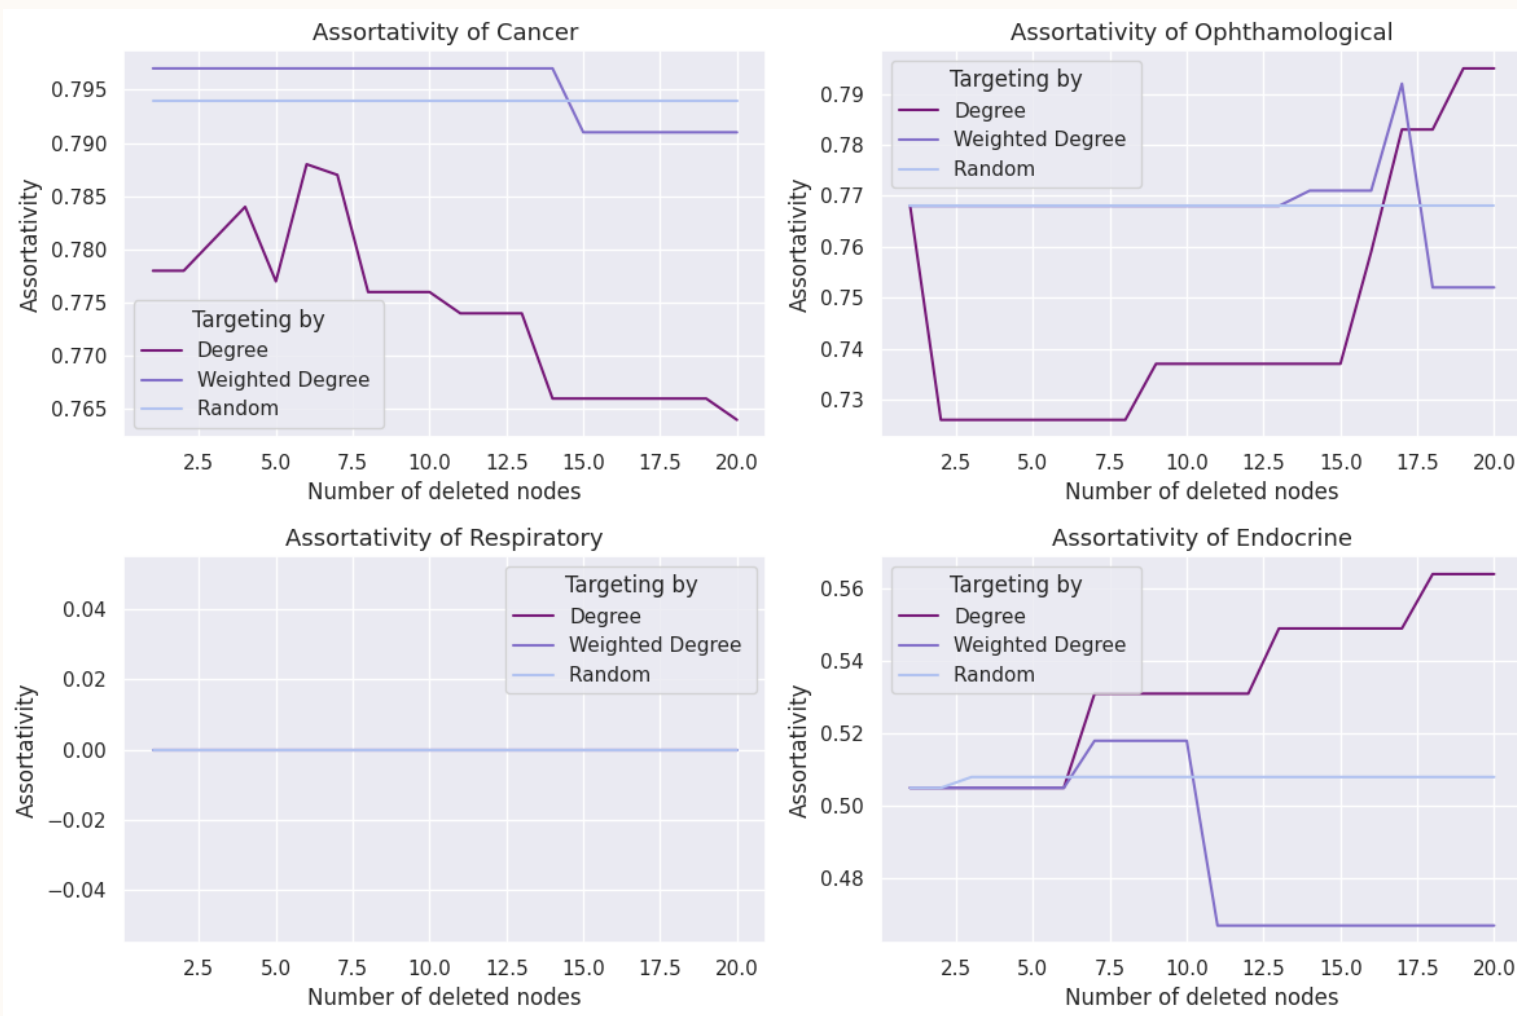 Assortativity of Cancer
Assortativity
0.795
0.790
0.785
0.780
0.775
0.770
0.765
Targeting by
Degree
Weighted Degree
Random
2.5 5.0 7.5 10.0 12.5 15.0 17.5 20.0
Number of deleted nodes
Assortativity of Ophthamological
Assortativity
0.79
0.78
0.77
0.76
0.75
0.74
0.73
Targeting by
Degree
Weighted Degree
Random
2.5 5.0 7.5 10.0 12.5 15.0 17.5 20.0
Number of deleted nodes
Assortativity of Respiratory
Assortativity
0.04
0.02
0.00
−0.02
−0.04
Targeting by
Degree
Weighted Degree
Random
2.5 5.0 7.5 10.0 12.5 15.0 17.5 20.0
Number of deleted nodes
Assortativity of Endocrine
Assortativity
0.56
0.54
0.52
0.50
0.48
Targeting by
Degree
Weighted Degree
Random
2.5 5.0 7.5 10.0 12.5 15.0 17.5 20.0
Number of deleted nodes